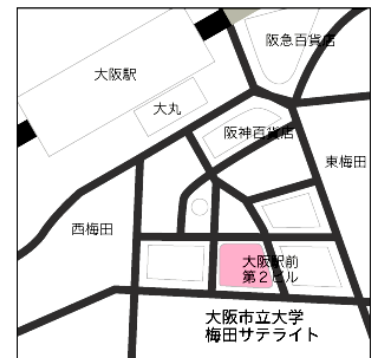 阪急百貨店
大阪駅
大丸
阪神百貨店
東梅田
西梅田
大阪駅前
第２ビル
大阪市立大学
梅田サテライト